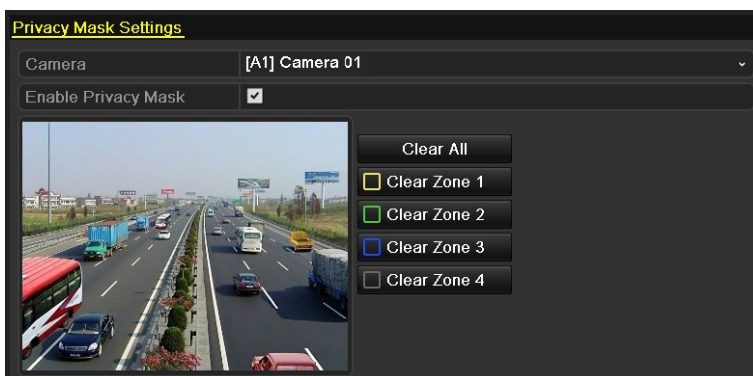 Privacy Mask Settings
Camera [A1] Camera 01
Enable Privacy Mask
Clear All
Clear Zone 1
Clear Zone 2
Clear Zone 3
Clear Zone 4